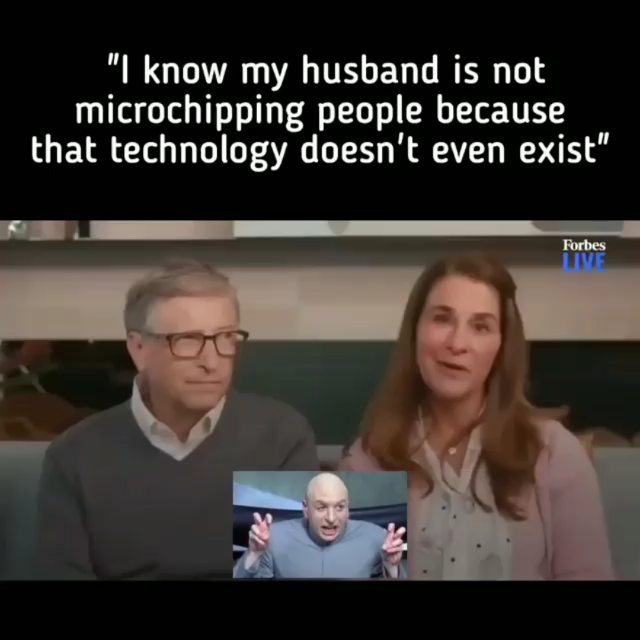 "I know my husband is not
microchipping people because
that technology doesn't even exist"
Forbes
LIVE